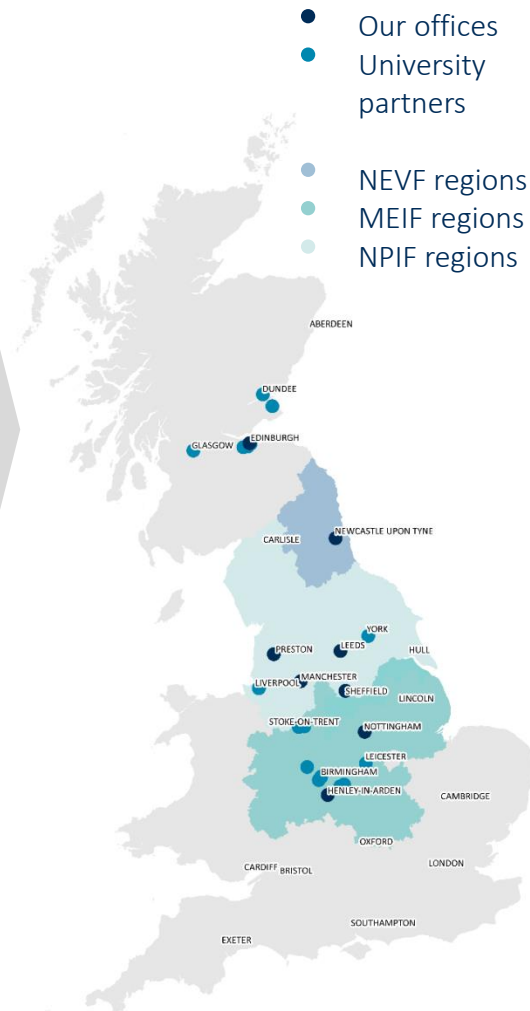 Our offices
University
partners
NEVF regions
MEIF regions
NPIF regions
ABERDEEN
DUNDEE
EDINBURGH
GLASGOW
NEWCASTLE UPON TYNE
CARLISLE
YORK
PRESTON
LEEDS
HULL
MANCHESTER
LIVERPOOL
SHEFFIELD
LINCOLN
STOKE-ON-TRENT
NOTTINGHAM
LEICESTER
BIRMINGHAM
HENLEY-IN-ARDEN
CAMBRIDGE
OXFORD
LONDON
CARDIFF
BRISTOL
SOUTHAMPTON
EXETER